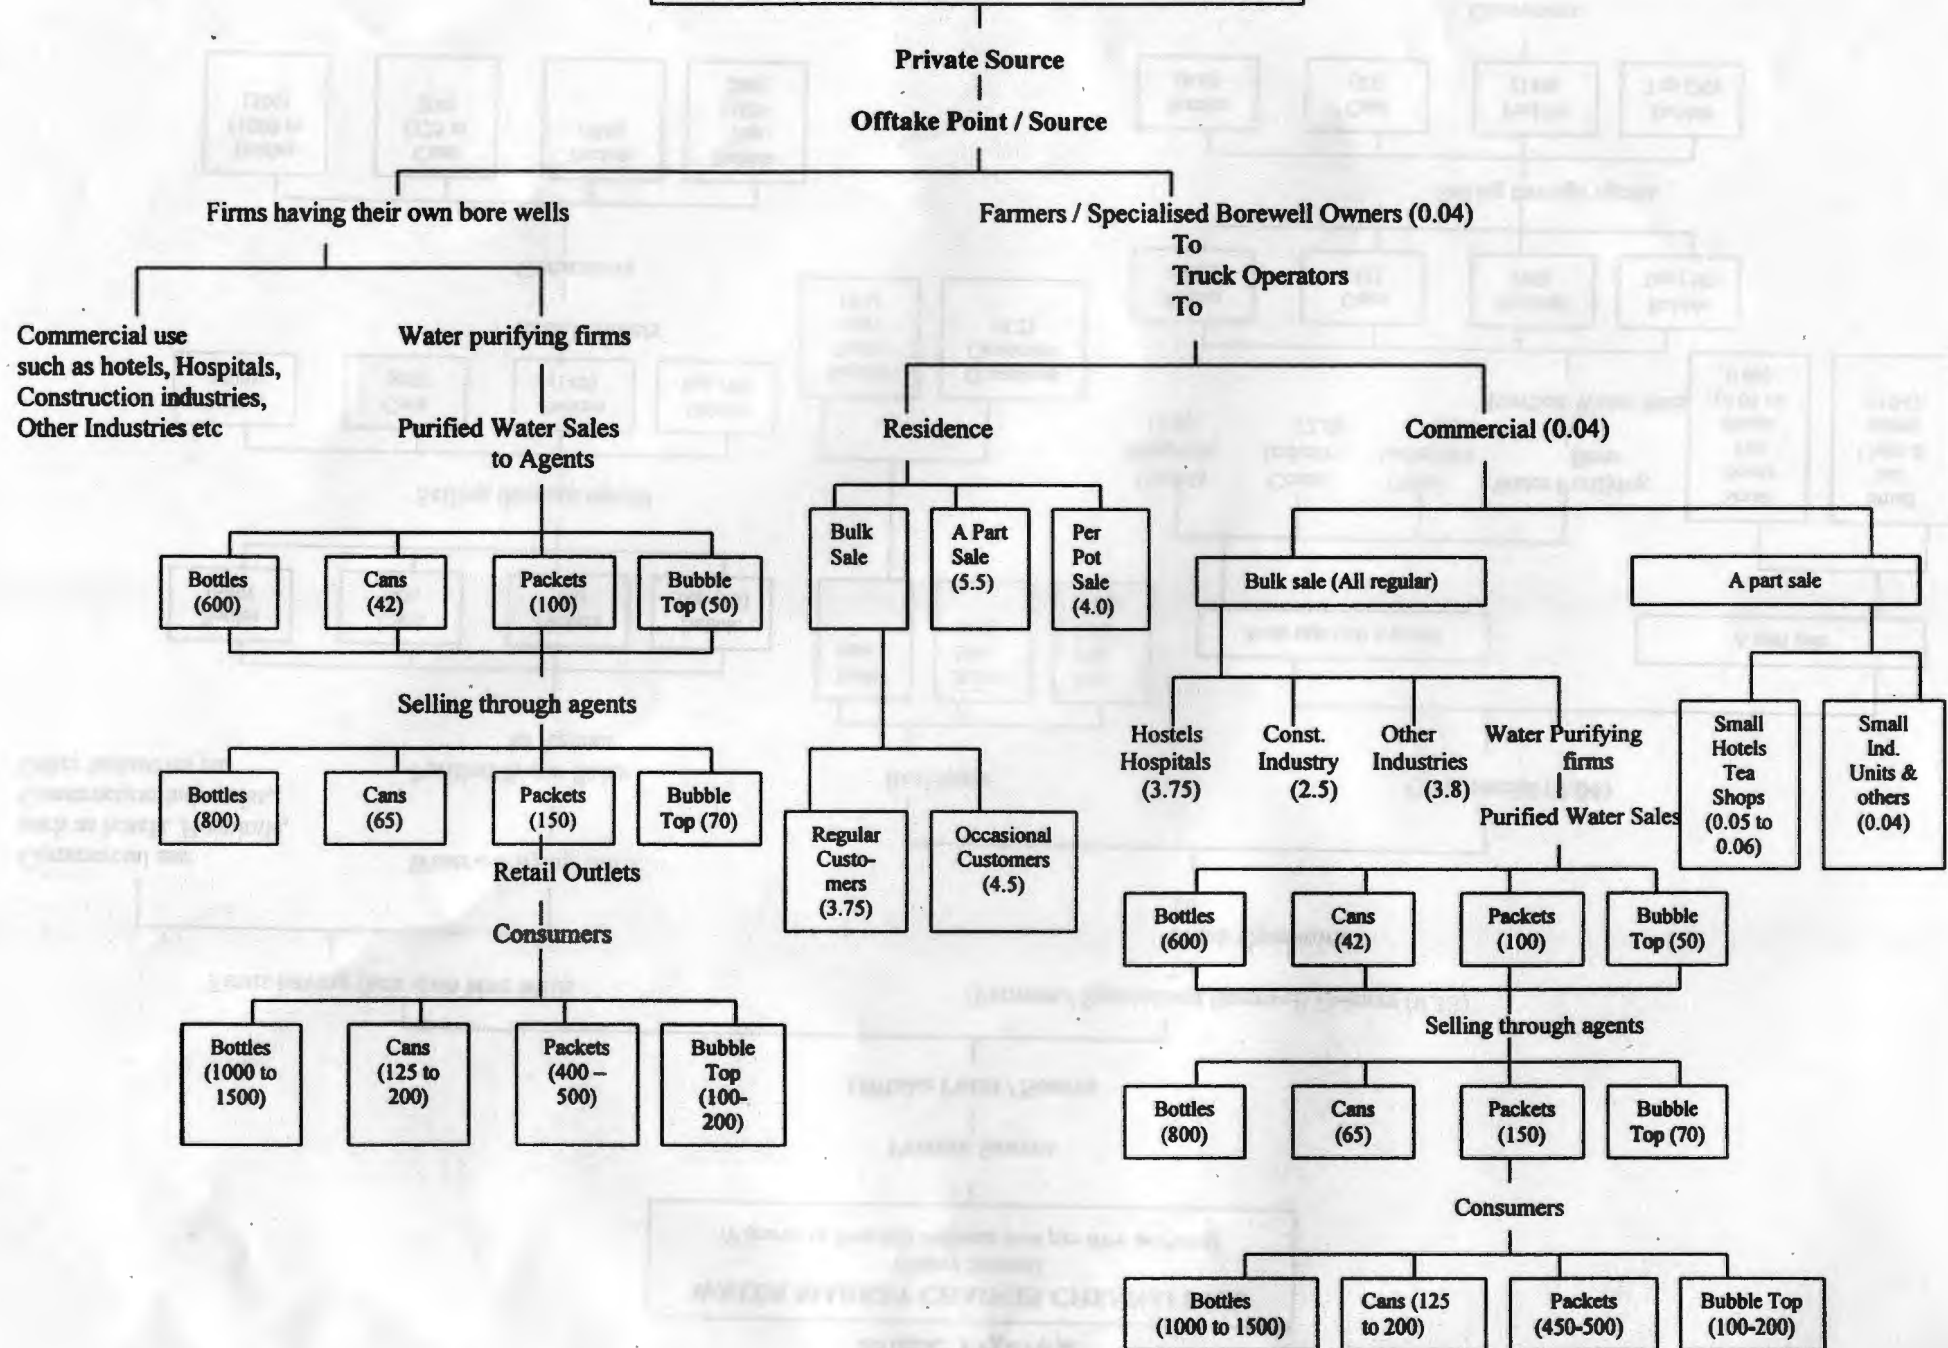 Private Source
Offtake Point / Source
Firms having their own bore wells
Farmers / Specialised Borewell Owners (0.04)
To
Truck Operators
To
Commercial use
such as hotels, Hospitals,
Construction industries,
Other Industries etc
Water purifying firms
Purified Water Sales
to Agents
Bottles
(600)
Cans
(42)
Packets
(100)
Bubble
Top (50)
Selling through agents
Bottles
(800)
Cans
(65)
Packets
(150)
Bubble
Top (70)
Retail Outlets
Consumers
Bottles
(1000 to
1500)
Cans
(125 to
200)
Packets
(400 –
500)
Bubble
Top
(100-
200)
Residence
Bulk
Sale
A Part
Sale
(5.5)
Per
Pot
Sale
(4.0)
Regular
Custo-
mers
(3.75)
Occasional
Customers
(4.5)
Commercial (0.04)
Bulk sale (All regular)
A part sale
Hostels
Hospitals
(3.75)
Const.
Industry
(2.5)
Other
Industries
(3.8)
Water Purifying
firms
Purified Water Sales
Small
Hotels
Tea
Shops
(0.05 to
0.06)
Small
Ind.
Units &
others
(0.04)
Bottles
(600)
Cans
(42)
Packets
(100)
Bubble
Top (50)
Selling through agents
Bottles
(800)
Cans
(65)
Packets
(150)
Bubble
Top (70)
Consumers
Bottles
(1000 to 1500)
Cans (125
to 200)
Packets
(450-500)
Bubble Top
(100-200)